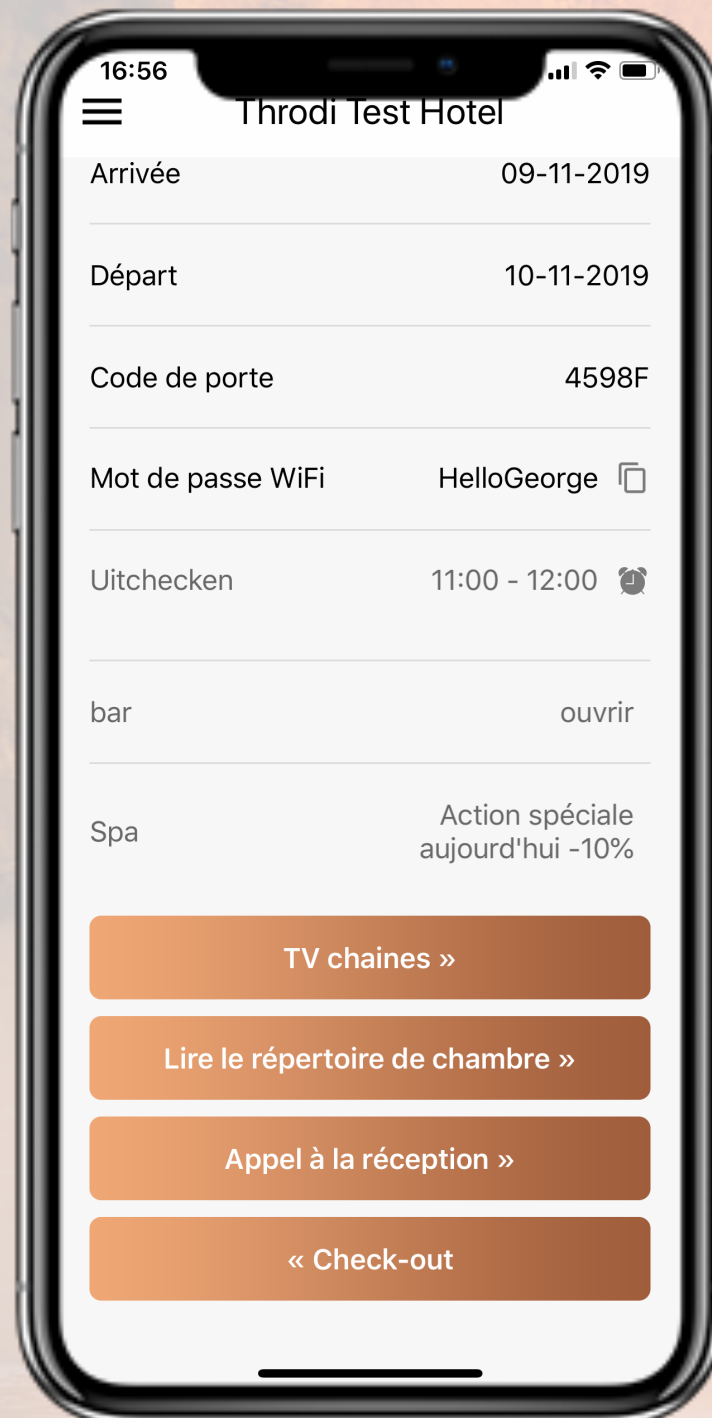 16:56
Throdi Test Hotel
Arrivée 09-11-2019
Départ 10-11-2019
Code de porte 4598F
Mot de passe WiFi HelloGeorge
Uitchecken 11:00 - 12:00
bar ouvrir
Spa Action spéciale
aujourd'hui -10%
TV chaines »
Lire le répertoire de chambre »
Appel à la réception »
« Check-out